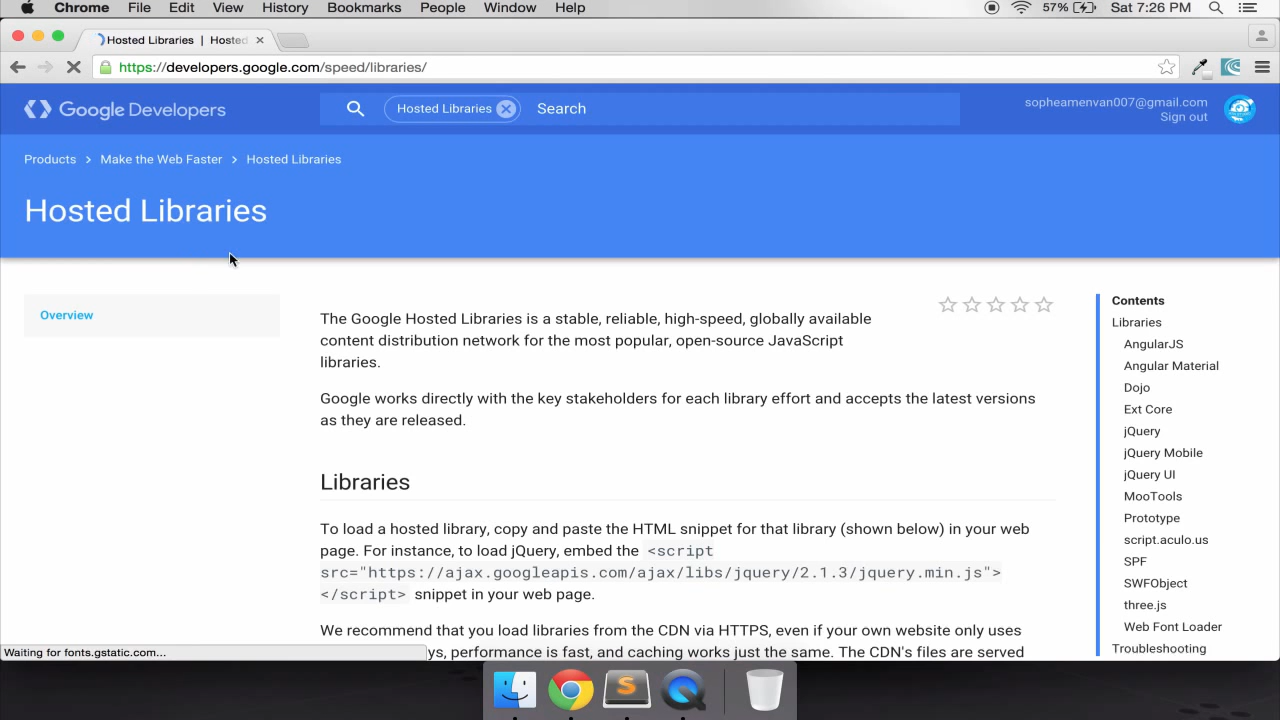 Chrome File Edit View History Bookmarks People Window Help 57% Sat 7:26 PM
Hosted Libraries | Hosted
https://developers.google.com/speed/libraries/
Google Developers
Hosted Libraries
Search
sopheamenvan007@gmail.com
Sign out
Products > Make the Web Faster > Hosted Libraries
Hosted Libraries
Overview
The Google Hosted Libraries is a stable, reliable, high-speed, globally available
content distribution network for the most popular, open-source JavaScript
libraries.
Google works directly with the key stakeholders for each library effort and accepts the latest versions
as they are released.
Libraries
To load a hosted library, copy and paste the HTML snippet for that library (shown below) in your web
page. For instance, to load jQuery, embed the <script
src="https://ajax.googleapis.com/ajax/libs/jquery/2.1.3/jquery.min.js">
</script> snippet in your web page.
We recommend that you load libraries from the CDN via HTTPS, even if your own website only uses
ys, performance is fast, and caching works just the same. The CDN's files are served
Contents
Libraries
AngularJS
Angular Material
Dojo
Ext Core
jQuery
jQuery Mobile
jQuery UI
MooTools
Prototype
script.aculo.us
SPF
SWFObject
three.js
Web Font Loader
Troubleshooting
Waiting for fonts.gstatic.com...